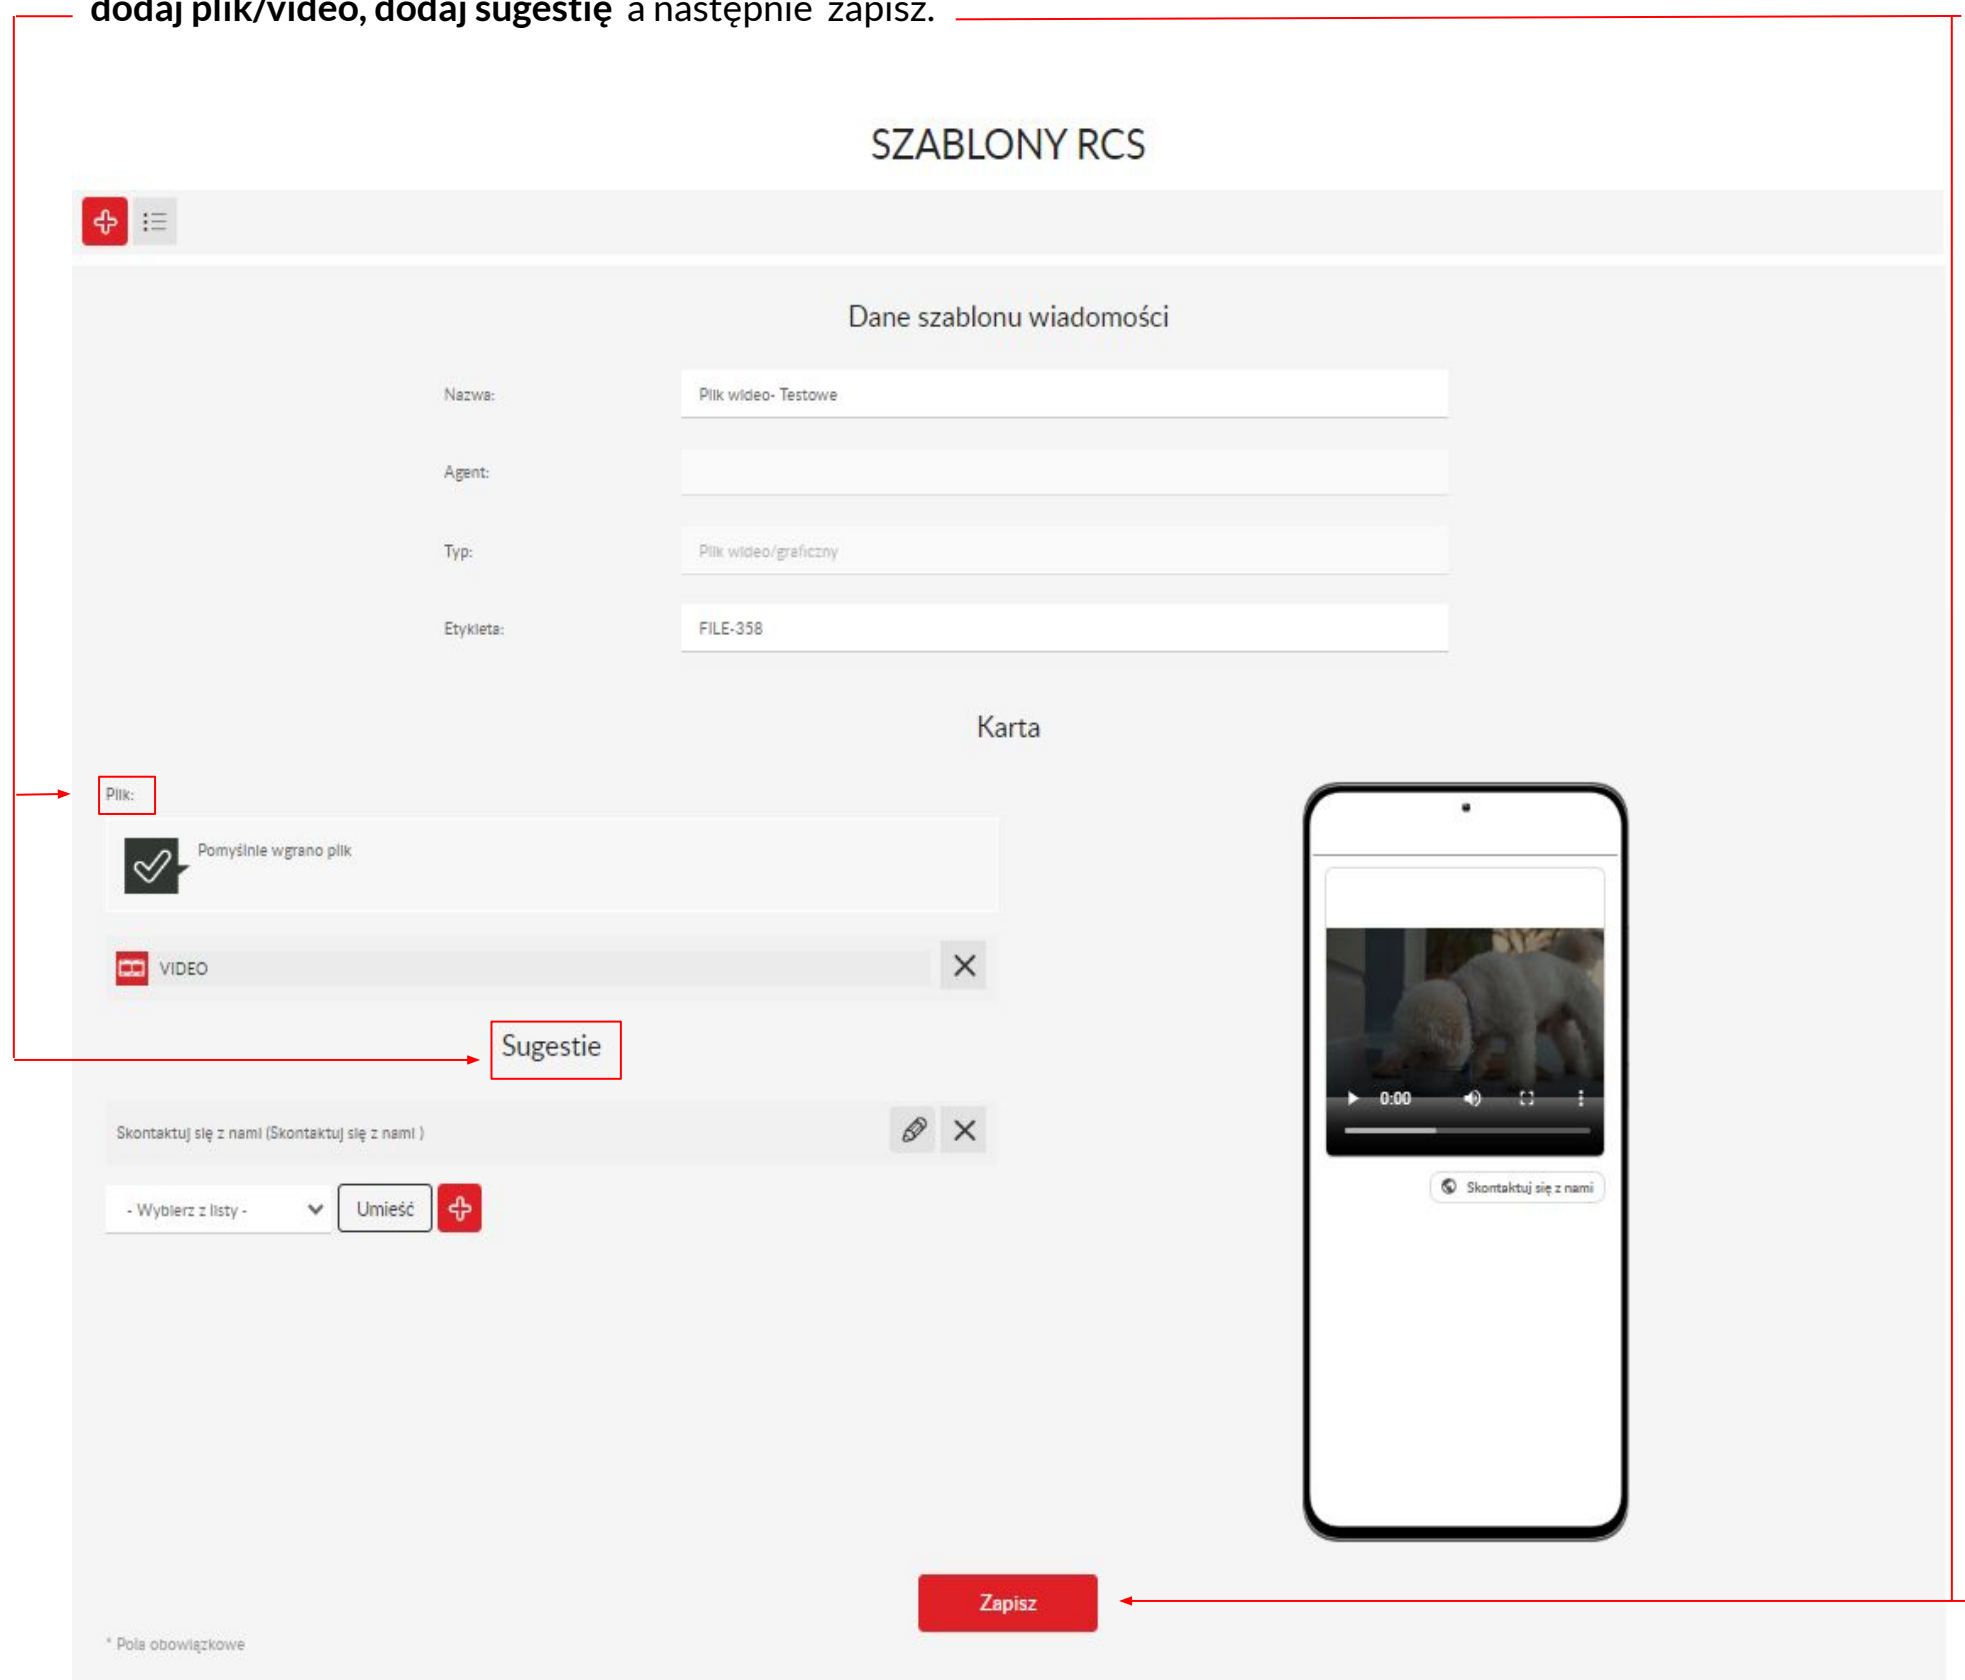 dodaj plik/video, dodaj sugestię a następnie zapisz.
SZABLONY RCS
Dane szablonu wiadomości
Nazwa: Plik wideo- Testowe
Agent:
Typ: Plik wideo/graficzny
Etykieta: FILE-358
Karta
Plik:
Pomyślnie wgrano plik
VIDEO
Sugestie
Skontaktuj się z nami (Skontaktuj się z nami )
- Wybierz z listy - Umieść
0:00
Skontaktuj się z nami
Zapisz
* Pola obowiązkowe